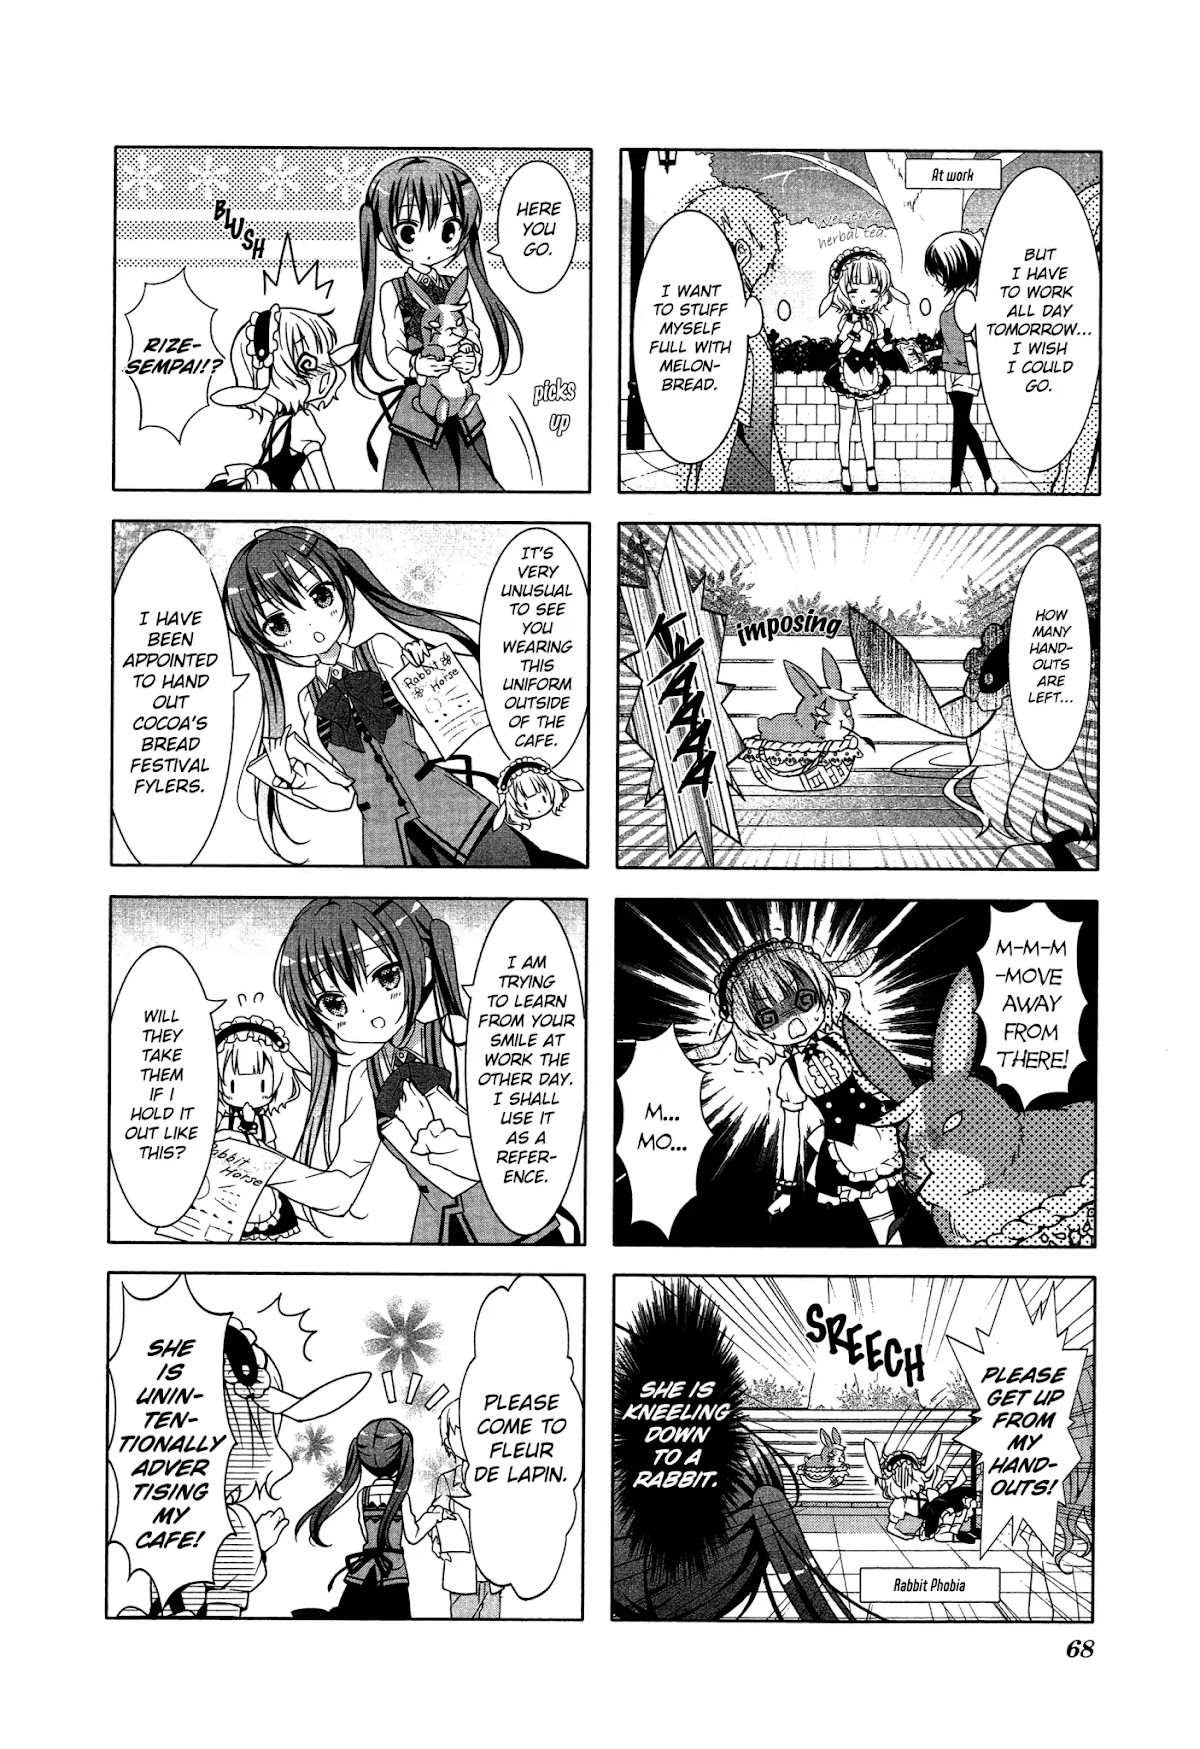 At work
BUT
I HAVE
TO WORK
ALL DAY
TOMORROW...
I WISH
I COULD
GO.
we serve
herbal tea.
I WANT
TO STUFF
MYSELF
FULL WITH
MELON-
BREAD.
HOW
MANY
HAND-
OUTS
ARE
LEFT...
imposing
M-M-M
-MOVE
AWAY
FROM
THERE!
M...
MO...
SREECH
PLEASE
GET UP
FROM
MY
HAND-
OUTS!
SHE IS
KNEELING
DOWN
TO A
RABBIT.
Rabbit Phobia
HERE
YOU
GO.
picks
up
BLUSH
RIZE-
SEMPAI!?
IT'S
VERY
UNUSUAL
TO SEE
YOU
WEARING
THIS
UNIFORM
OUTSIDE
OF THE
CAFE.
Rabbit
Horse
I HAVE
BEEN
APPOINTED
TO HAND
OUT
COCOA'S
BREAD
FESTIVAL
FYLERS.
I AM
TRYING
TO LEARN
FROM YOUR
SMILE AT
WORK THE
OTHER DAY.
I SHALL
USE IT
AS A
REFER-
ENCE.
WILL
THEY
TAKE
THEM
IF I
HOLD IT
OUT LIKE
THIS?
Rabbit
Horse
PLEASE
COME TO
FLEUR
DE LAPIN.
SHE
IS
UNIN-
TEN-
TIONALLY
ADVER
TISING
MY
CAFE!
68